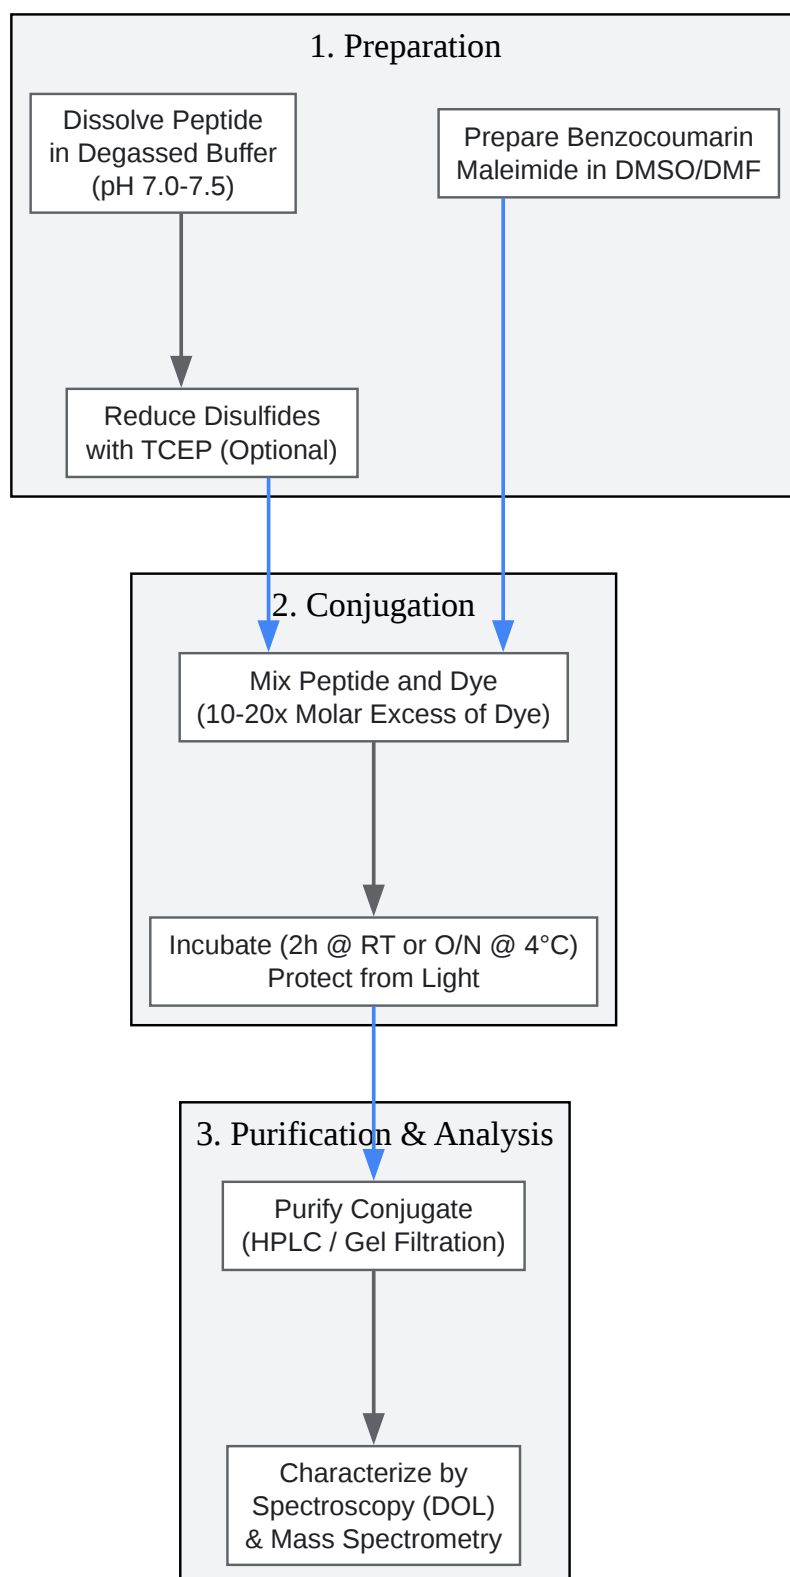 1. Preparation
Dissolve Peptide
in Degassed Buffer
(pH 7.0-7.5)
Prepare Benzocoumarin
Maleimide in DMSO/DMF
Reduce Disulfides
with TCEP (Optional)
2. Conjugation
Mix Peptide and Dye
(10-20x Molar Excess of Dye)
Incubate (2h @ RT or O/N @ 4°C)
Protect from Light
3. Purification & Analysis
Purify Conjugate
(HPLC / Gel Filtration)
Characterize by
Spectroscopy (DOL)
& Mass Spectrometry